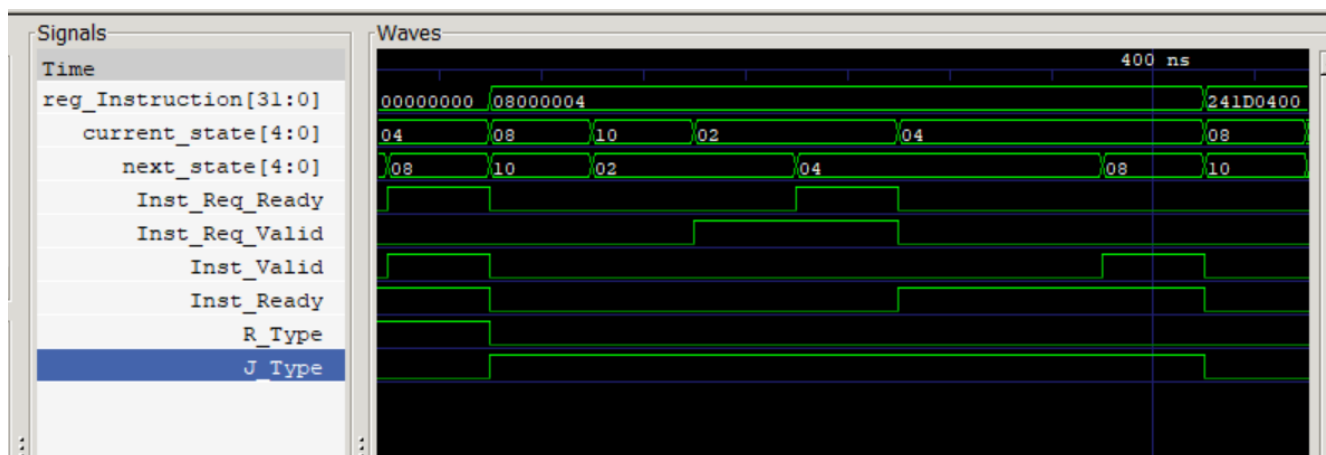 Signals
Waves
Time
400 ns
reg_Instruction[31:0] 00000000 08000004 241D0400
current_state[4:0] 04 08 10 02 04 08
next_state[4:0] 08 10 02 04 08 10
Inst_Req_Ready
Inst_Req_Valid
Inst_Valid
Inst_Ready
R_Type
J_Type